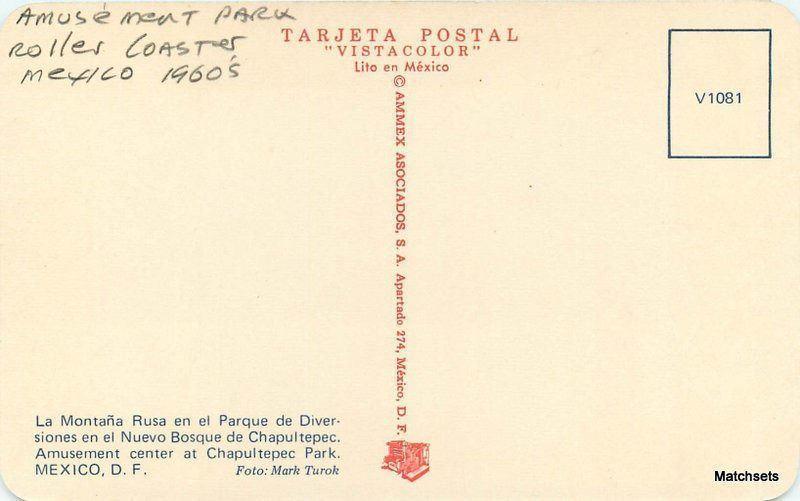 AMUSéMENT PARK
ROLLER COASTER
MEXICO 1960's
TARJETA POSTAL
"VISTACOLOR"
Lito en México
V1081
© AMMEX ASOCIADOS, S. A. Apartado 274, México, D. F.
La Montaña Rusa en el Parque de Diver-
siones en el Nuevo Bosque de Chapultepec.
Amusement center at Chapultepec Park.
MEXICO, D. F. Foto: Mark Turok
Matchsets